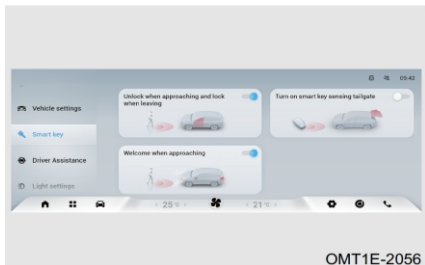 09:42
Vehicle settings
Smart key
Driver Assistance
Light settings
Unlock when approaching and lock
when leaving
Turn on smart key sensing tailgate
Welcome when approaching
25
21
OMT1E-2056